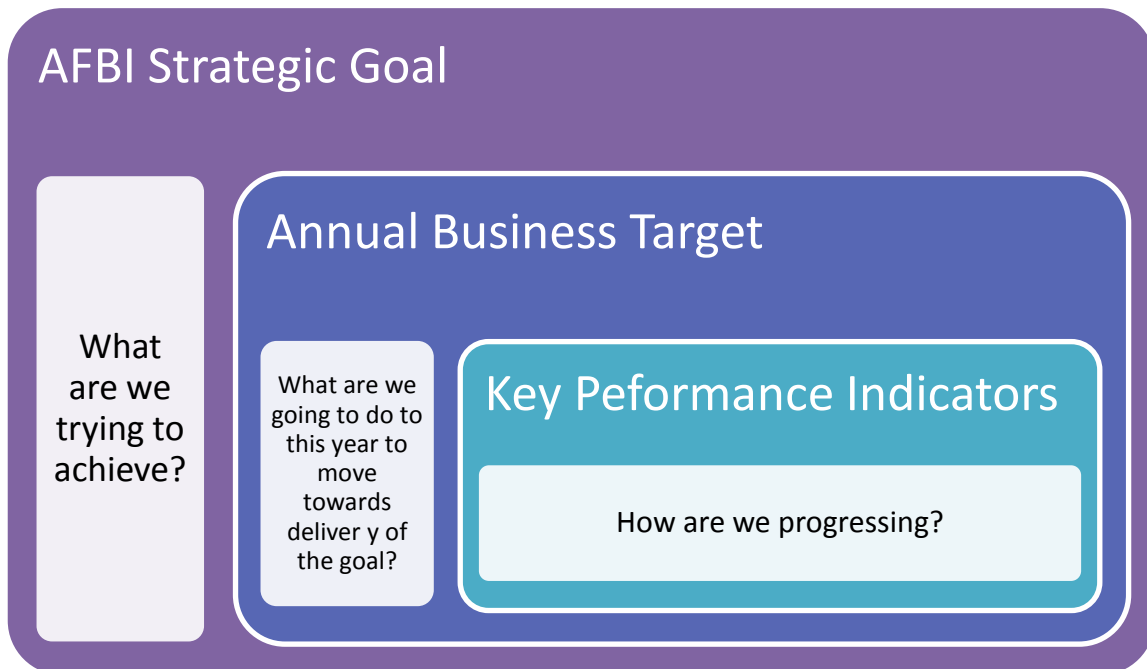 AFBI Strategic Goal
What
are we
trying to
achieve?
Annual Business Target
What are we
going to do to
this year to
move
towards
deliver y of
the goal?
Key Peformance Indicators
How are we progressing?